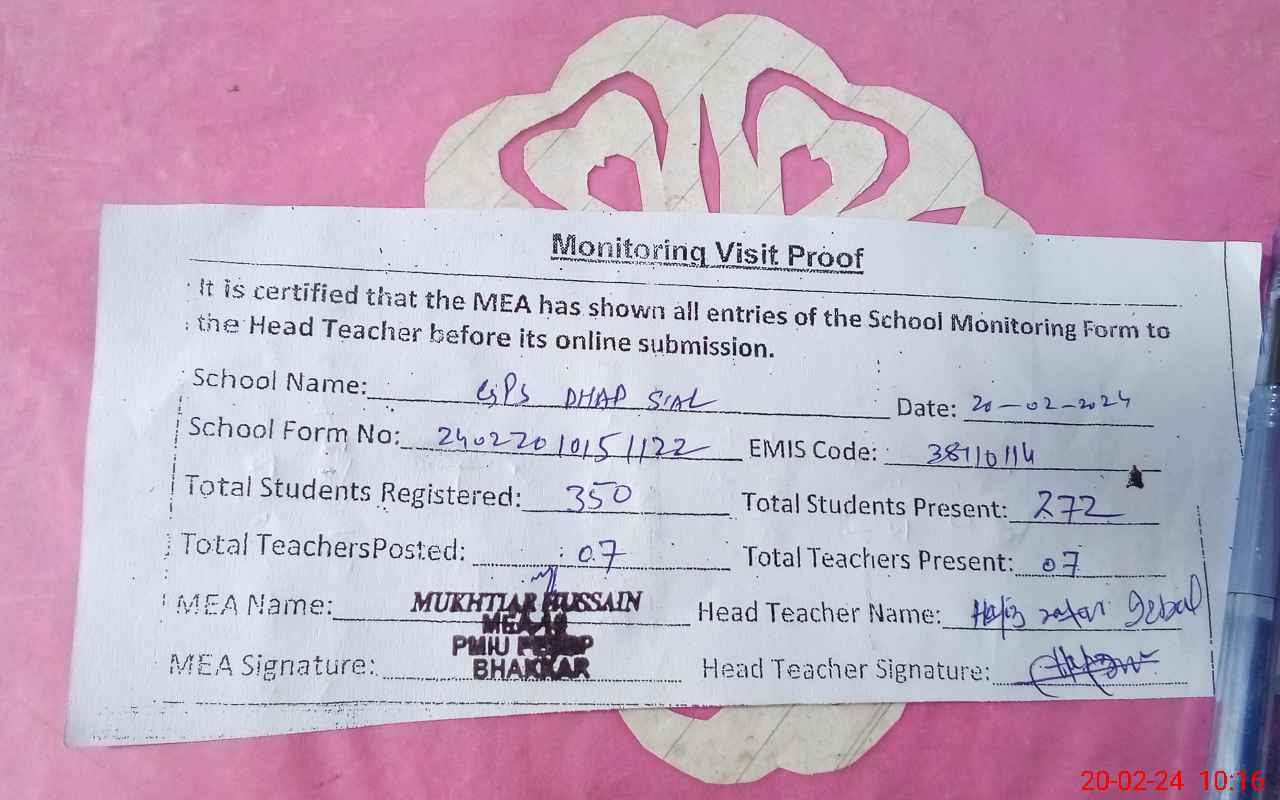 Monitoring Visit Proof
It is certified that the MEA has shown all entries of the School Monitoring Form to
the Head Teacher before its online submission.
School Name: GPS DHAP SIAL Date: 20-02-2024
School Form No: 24022010151122 EMIS Code: 38110114
Total Students Registered: 350 Total Students Present: 272
Total TeachersPosted: 07 Total Teachers Present: 07
MEA Name: MUKHTIAR HUSSAIN Head Teacher Name: Hafiz
PMIU
MEA Signature: BHAKKAR Head Teacher Signature:
20-02-24 10:16